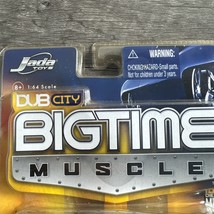 Jada
TOYS
WARNING:
CHOKING HAZARD-Small parts.
Not for children under 3 years.
8+ 1:64 Scale
DUB CITY
BIGTIME
MUSCLE